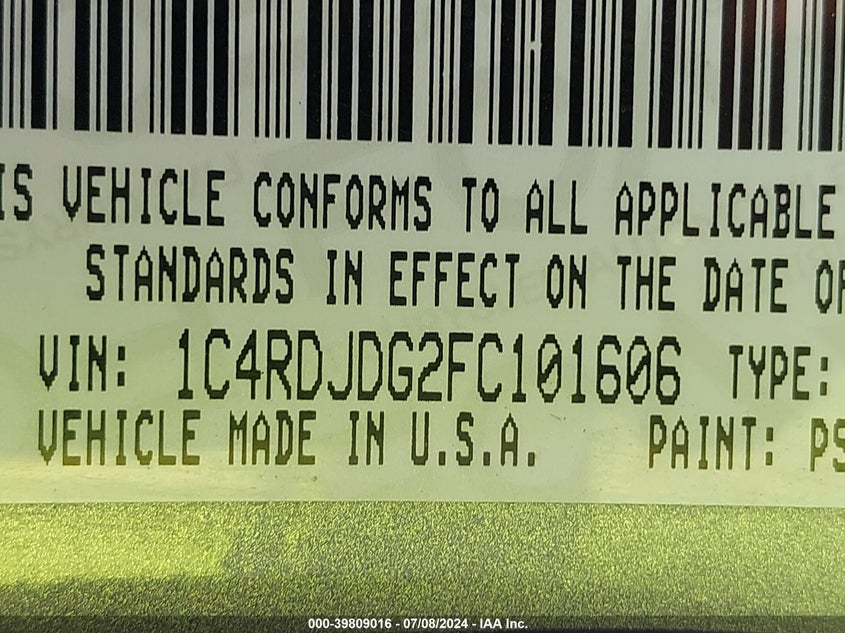 IS VEHICLE CONFORMS TO ALL APPLICABLE
STANDARDS IN EFFECT ON THE DATE OF
VIN: 1C4RDJDG2FC101606 TYPE:
VEHICLE MADE IN U.S.A. PAINT: PS
000-39809016 - 07/08/2024 - IAA Inc.